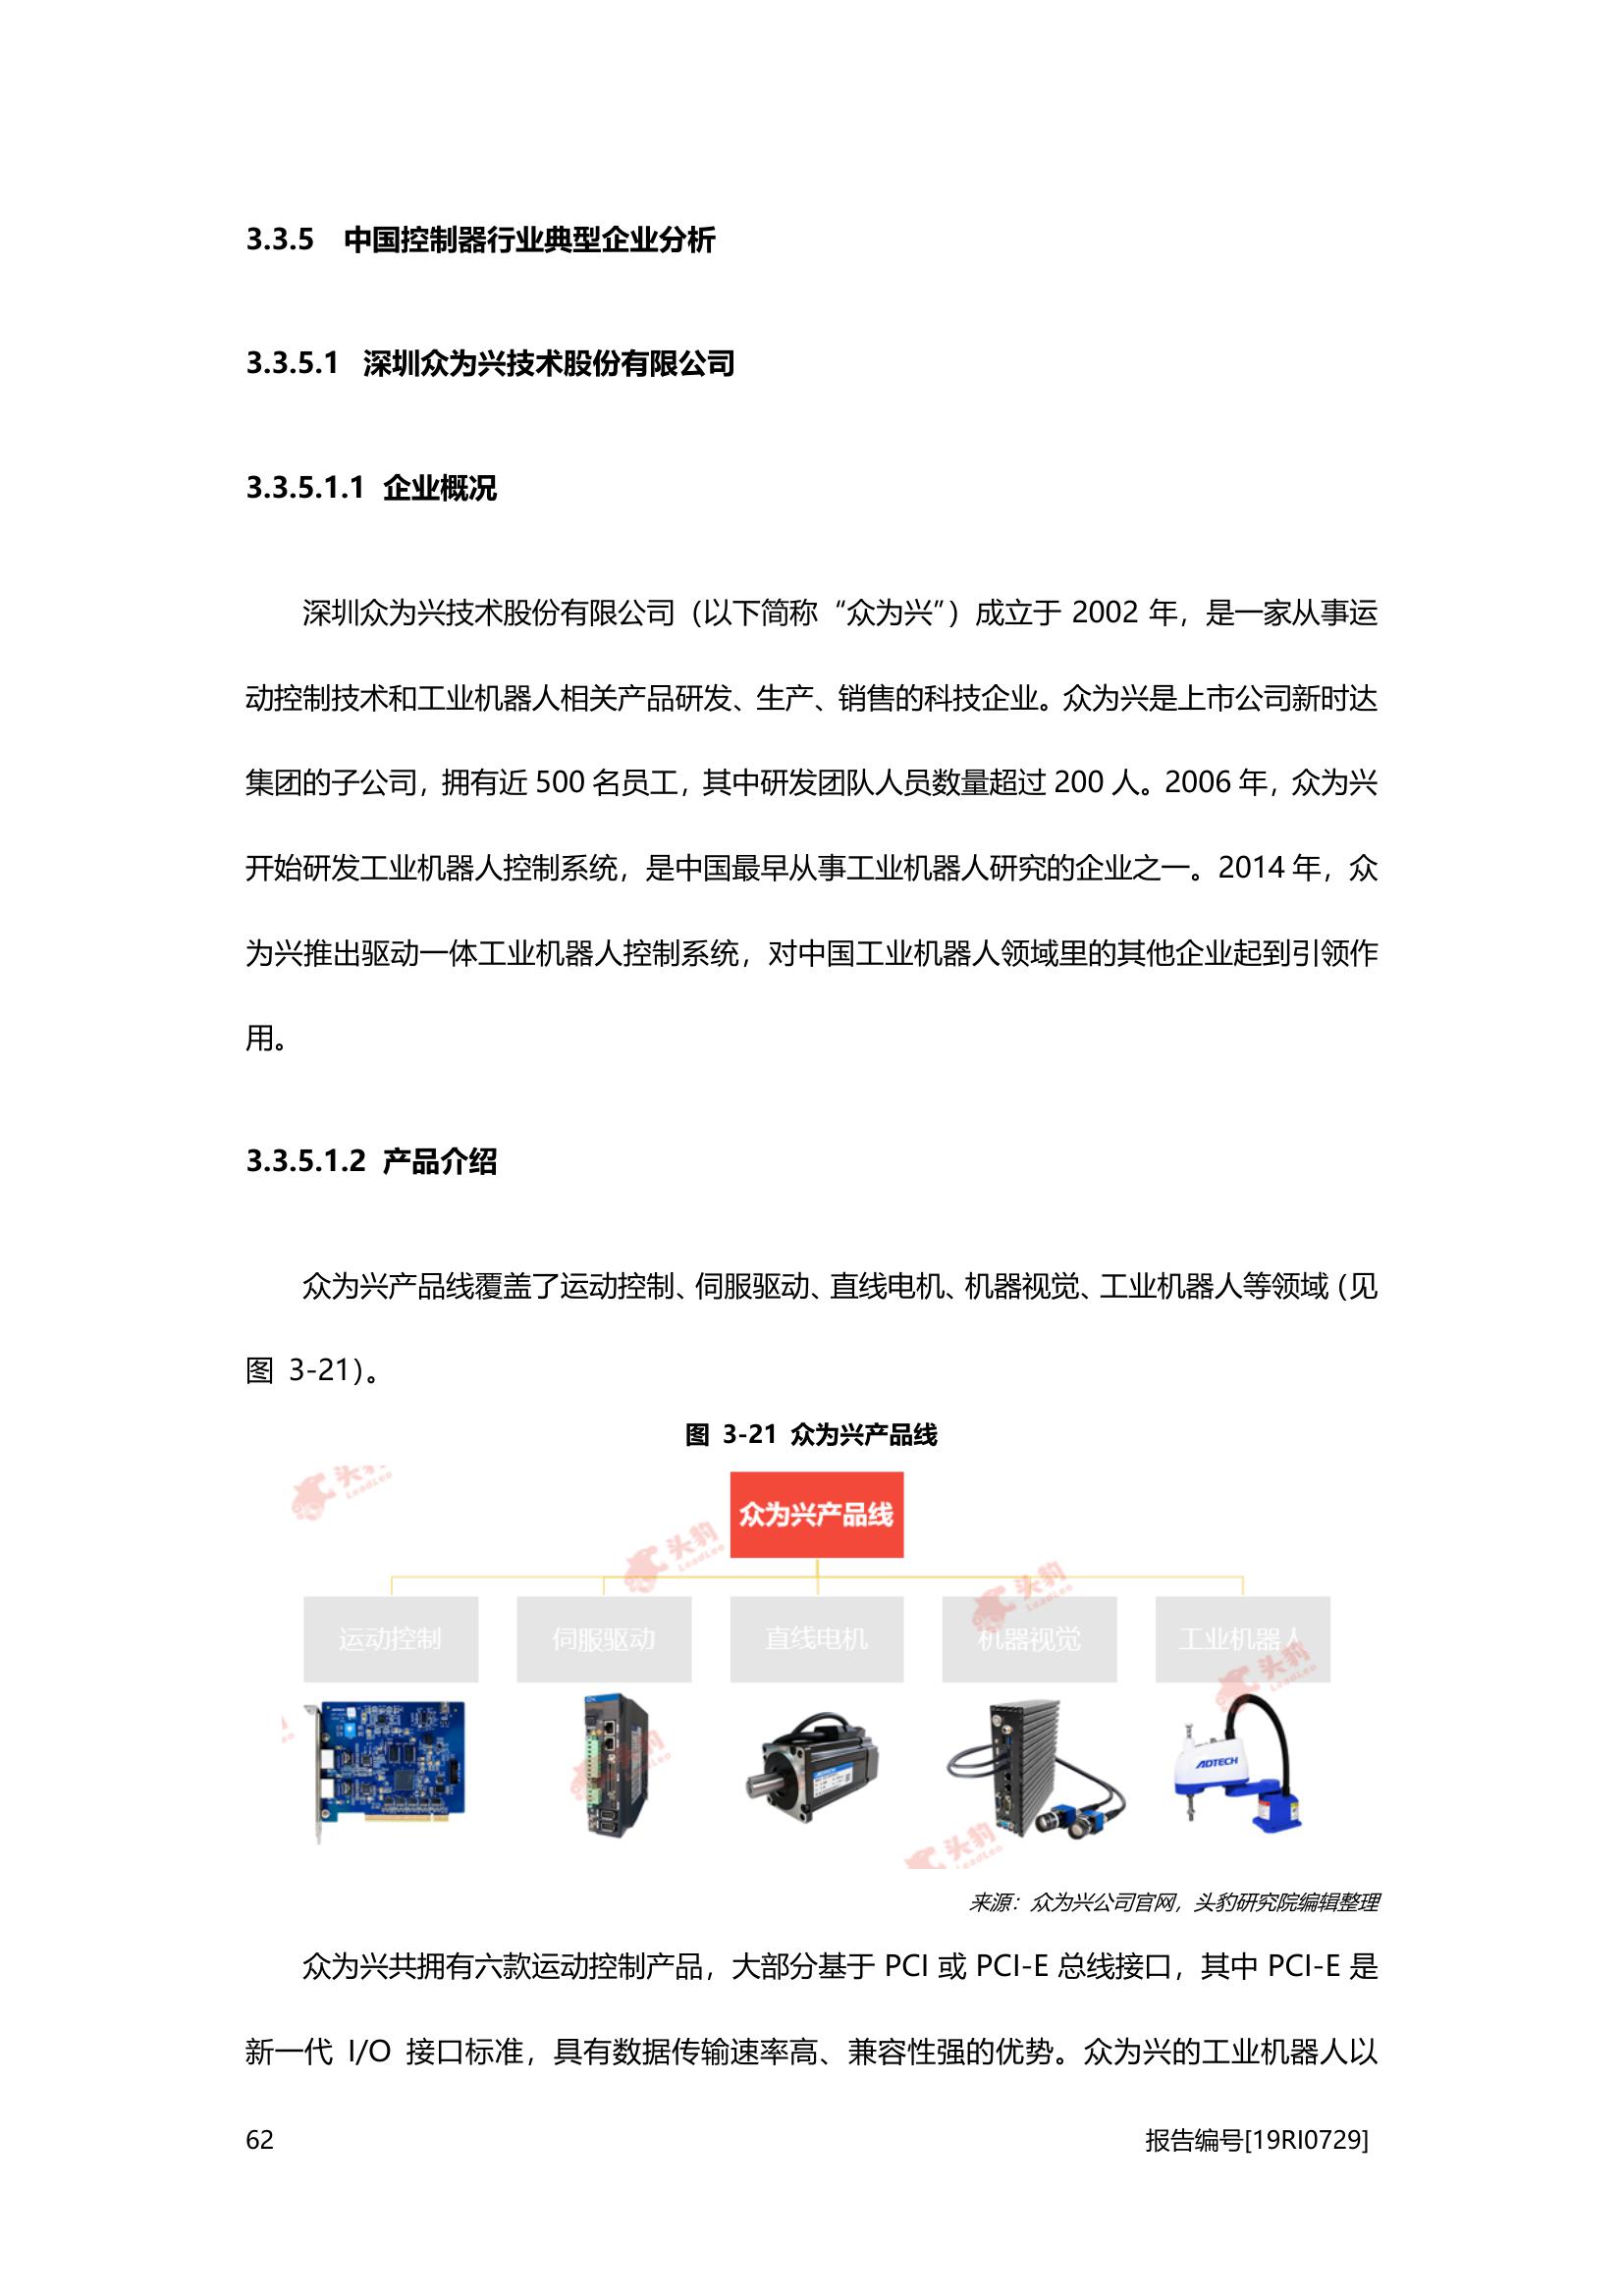 3.3.5 中国控制器行业典型企业分析
3.3.5.1 深圳众为兴技术股份有限公司
3.3.5.1.1 企业概况
深圳众为兴技术股份有限公司（以下简称“众为兴”）成立于 2002 年，是一家从事运
动控制技术和工业机器人相关产品研发、生产、销售的科技企业。众为兴是上市公司新时达
集团的子公司，拥有近 500 名员工，其中研发团队人员数量超过 200 人。2006 年，众为兴
开始研发工业机器人控制系统，是中国最早从事工业机器人研究的企业之一。2014 年，众
为兴推出驱动一体工业机器人控制系统，对中国工业机器人领域里的其他企业起到引领作
用。
3.3.5.1.2 产品介绍
众为兴产品线覆盖了运动控制、伺服驱动、直线电机、机器视觉、工业机器人等领域（见
图 3-21）。
图 3-21 众为兴产品线
头豹
LeadLeo
众为兴产品线
头豹
LeadLeo
头豹
LeadLeo
运动控制
伺服驱动
直线电机
机器视觉
工业机器人
头豹
LeadLeo
头豹
LeadLeo
ADTECH
头豹
LeadLeo
来源：众为兴公司官网，头豹研究院编辑整理
众为兴共拥有六款运动控制产品，大部分基于 PCI 或 PCI-E 总线接口，其中 PCI-E 是
新一代 I/O 接口标准，具有数据传输速率高、兼容性强的优势。众为兴的工业机器人以
62
报告编号[19RI0729]